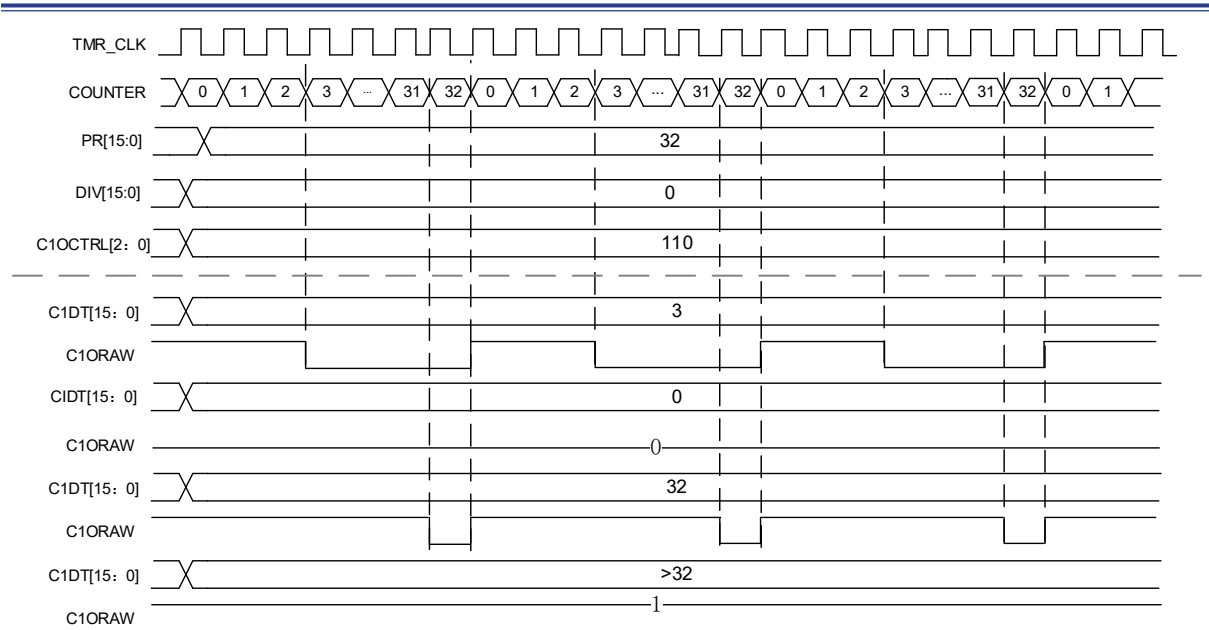 TMR_CLK
COUNTER 0 1 2 3 ... 31 32 0 1 2 3 ... 31 32 0 1 2 3 ... 31 32 0 1
PR[15:0] 32
DIV[15:0] 0
C1OCTRL[2：0] 110
C1DT[15：0] 3
C1ORAW
CIDT[15：0] 0
C1ORAW 0
C1DT[15：0] 32
C1ORAW
C1DT[15：0] >32
C1ORAW 1